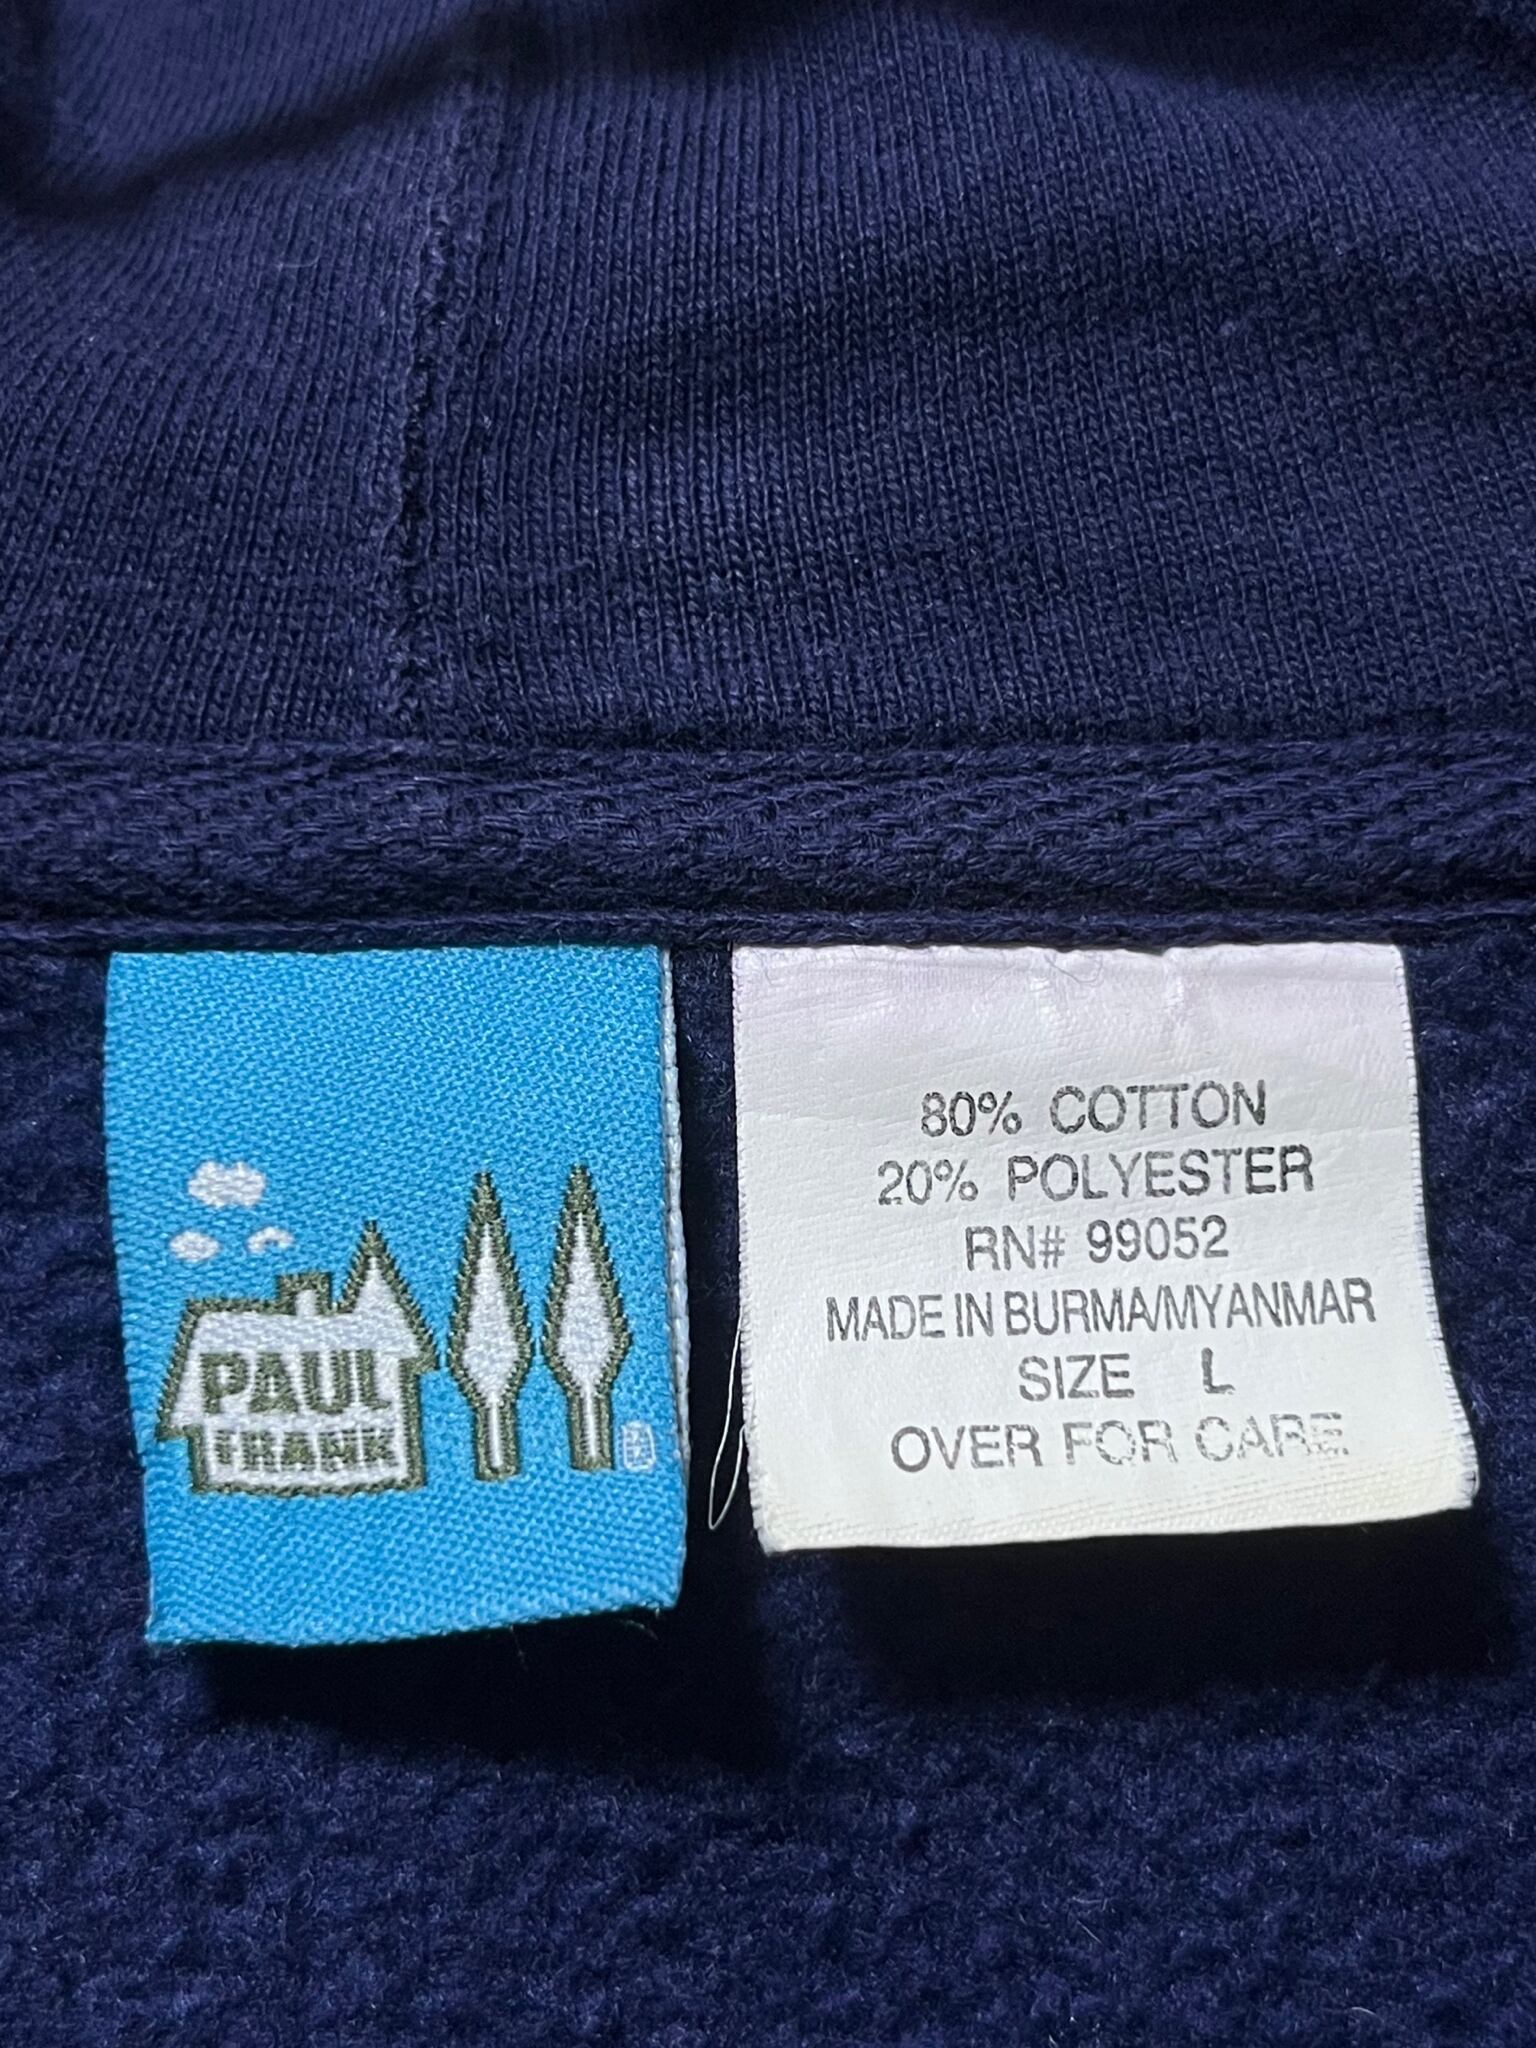 PAUL
FRANK
80% COTTON
20% POLYESTER
RN# 99052
MADE IN BURMA/MYANMAR
SIZE L
OVER FOR CARE